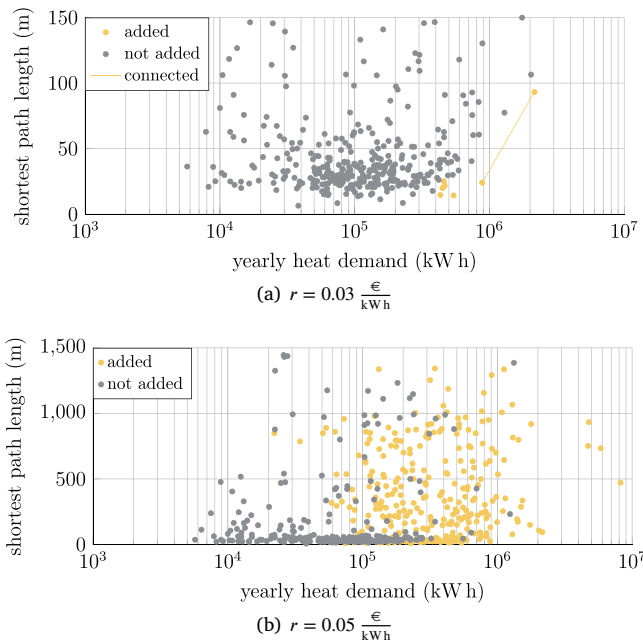 150
100
50
0
shortest path length (m)
added
not added
connected
10^3 10^4 10^5 10^6 10^7
yearly heat demand (kW h)
(a) r = 0.03 €/kW h
1,500
1,000
500
0
shortest path length (m)
added
not added
10^3 10^4 10^5 10^6 10^7
yearly heat demand (kW h)
(b) r = 0.05 €/kW h